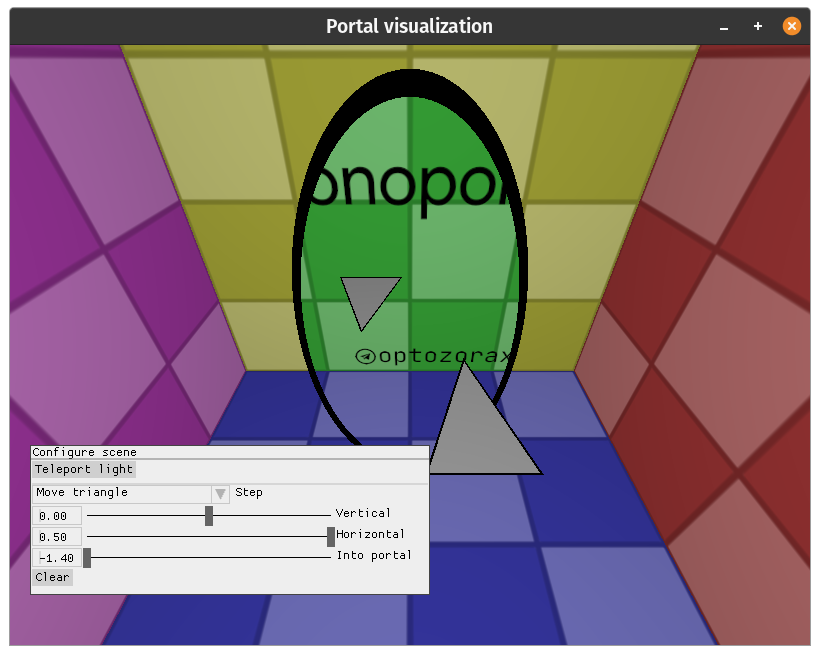 Portal visualization
onopor
optozorax
Configure scene
Teleport light
Move triangle Step
0.00 Vertical
0.50 Horizontal
-1.40 Into portal
Clear